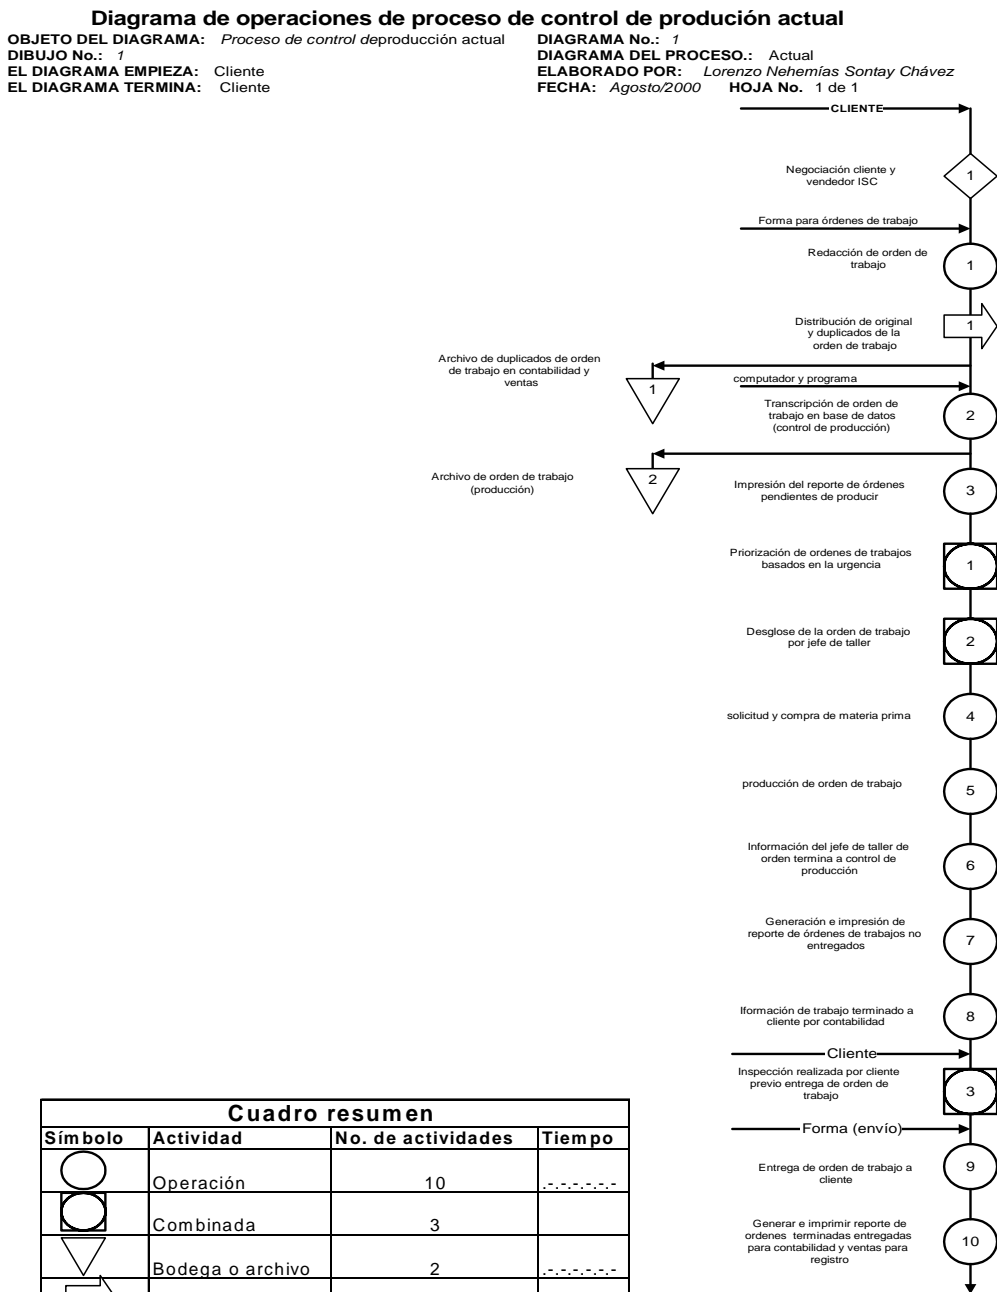 Diagrama de operaciones de proceso de control de produción actual
OBJETO DEL DIAGRAMA: Proceso de control deproducción actual
DIBUJO No.: 1
EL DIAGRAMA EMPIEZA: Cliente
EL DIAGRAMA TERMINA: Cliente
DIAGRAMA No.: 1
DIAGRAMA DEL PROCESO.: Actual
ELABORADO POR: Lorenzo Nehemías Sontay Chávez
FECHA: Agosto/2000 HOJA No. 1 de 1
CLIENTE
Negociación cliente y
vendedor ISC
1
Forma para órdenes de trabajo
Redacción de orden de
trabajo
1
Distribución de original
y duplicados de la
orden de trabajo
1
Archivo de duplicados de orden
de trabajo en contabilidad y
ventas
1
computador y programa
Transcripción de orden de
trabajo en base de datos
(control de producción)
2
Archivo de orden de trabajo
(producción)
2
Impresión del reporte de órdenes
pendientes de producir
3
Priorización de ordenes de trabajos
basados en la urgencia
1
Desglose de la orden de trabajo
por jefe de taller
2
solicitud y compra de materia prima
4
producción de orden de trabajo
5
Información del jefe de taller de
orden termina a control de
producción
6
Generación e impresión de
reporte de órdenes de trabajos no
entregados
7
Iformación de trabajo terminado a
cliente por contabilidad
8
Cliente
Inspección realizada por cliente
previo entrega de orden de
trabajo
3
Forma (envío)
Entrega de orden de trabajo a
cliente
9
Generar e imprimir reporte de
ordenes terminadas entregadas
para contabilidad y ventas para
registro
10
Cuadro resumen
Símbolo Actividad No. de actividades Tiempo
Operación 10 .-.-.-.-.-.-
Combinada 3
Bodega o archivo 2 .-.-.-.-.-.-